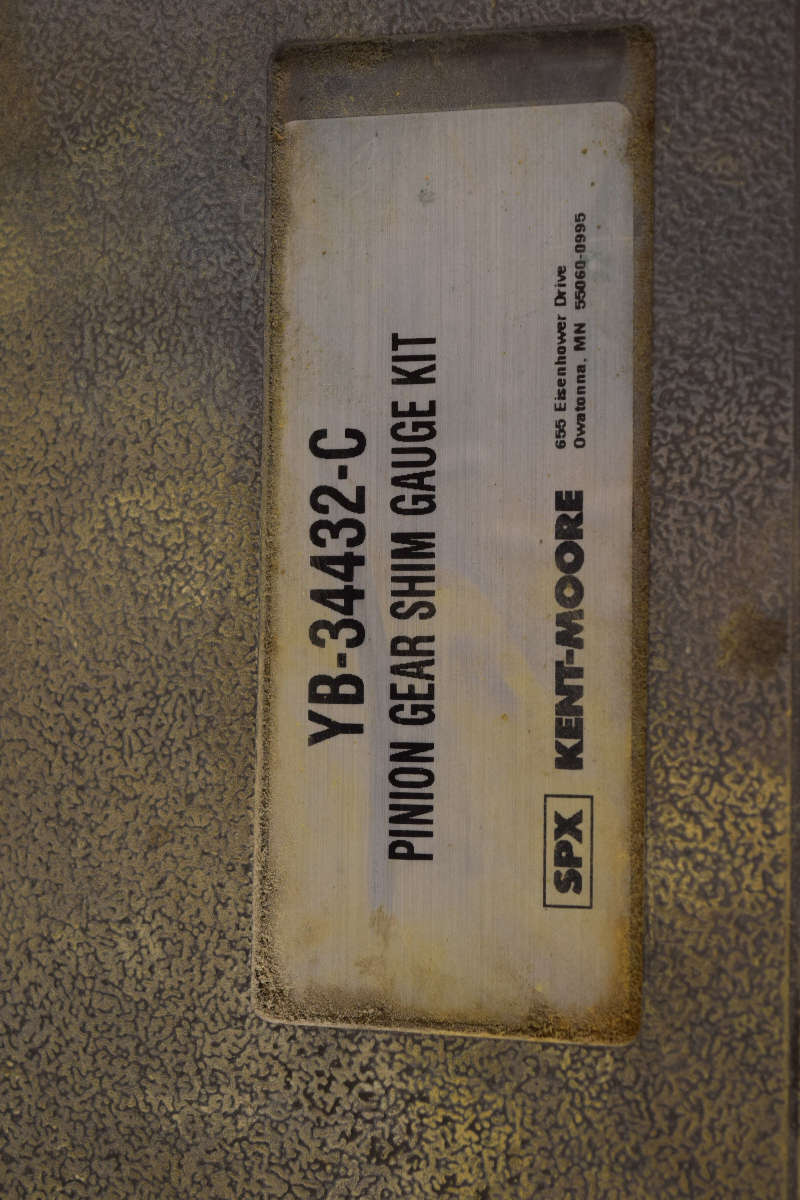 YB-34432-C
PINION GEAR SHIM GAUGE KIT
SPX KENT-MOORE
655 Eisenhower Drive
Owatonna, MN 55060-0995